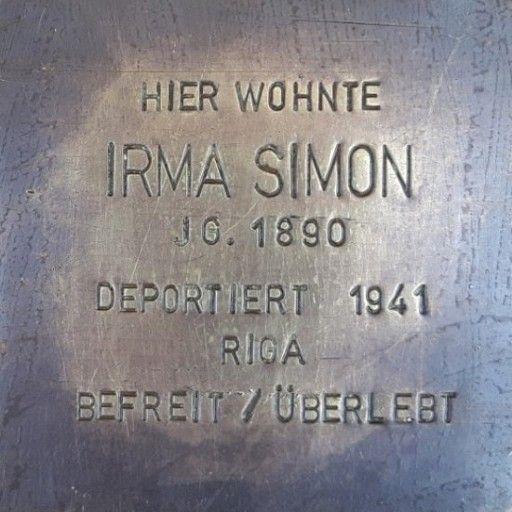 HIER WOHNTE
IRMA SIMON
JG. 1890
DEPORTIERT 1941
RIGA
BEFREIT / ÜBERLEBT